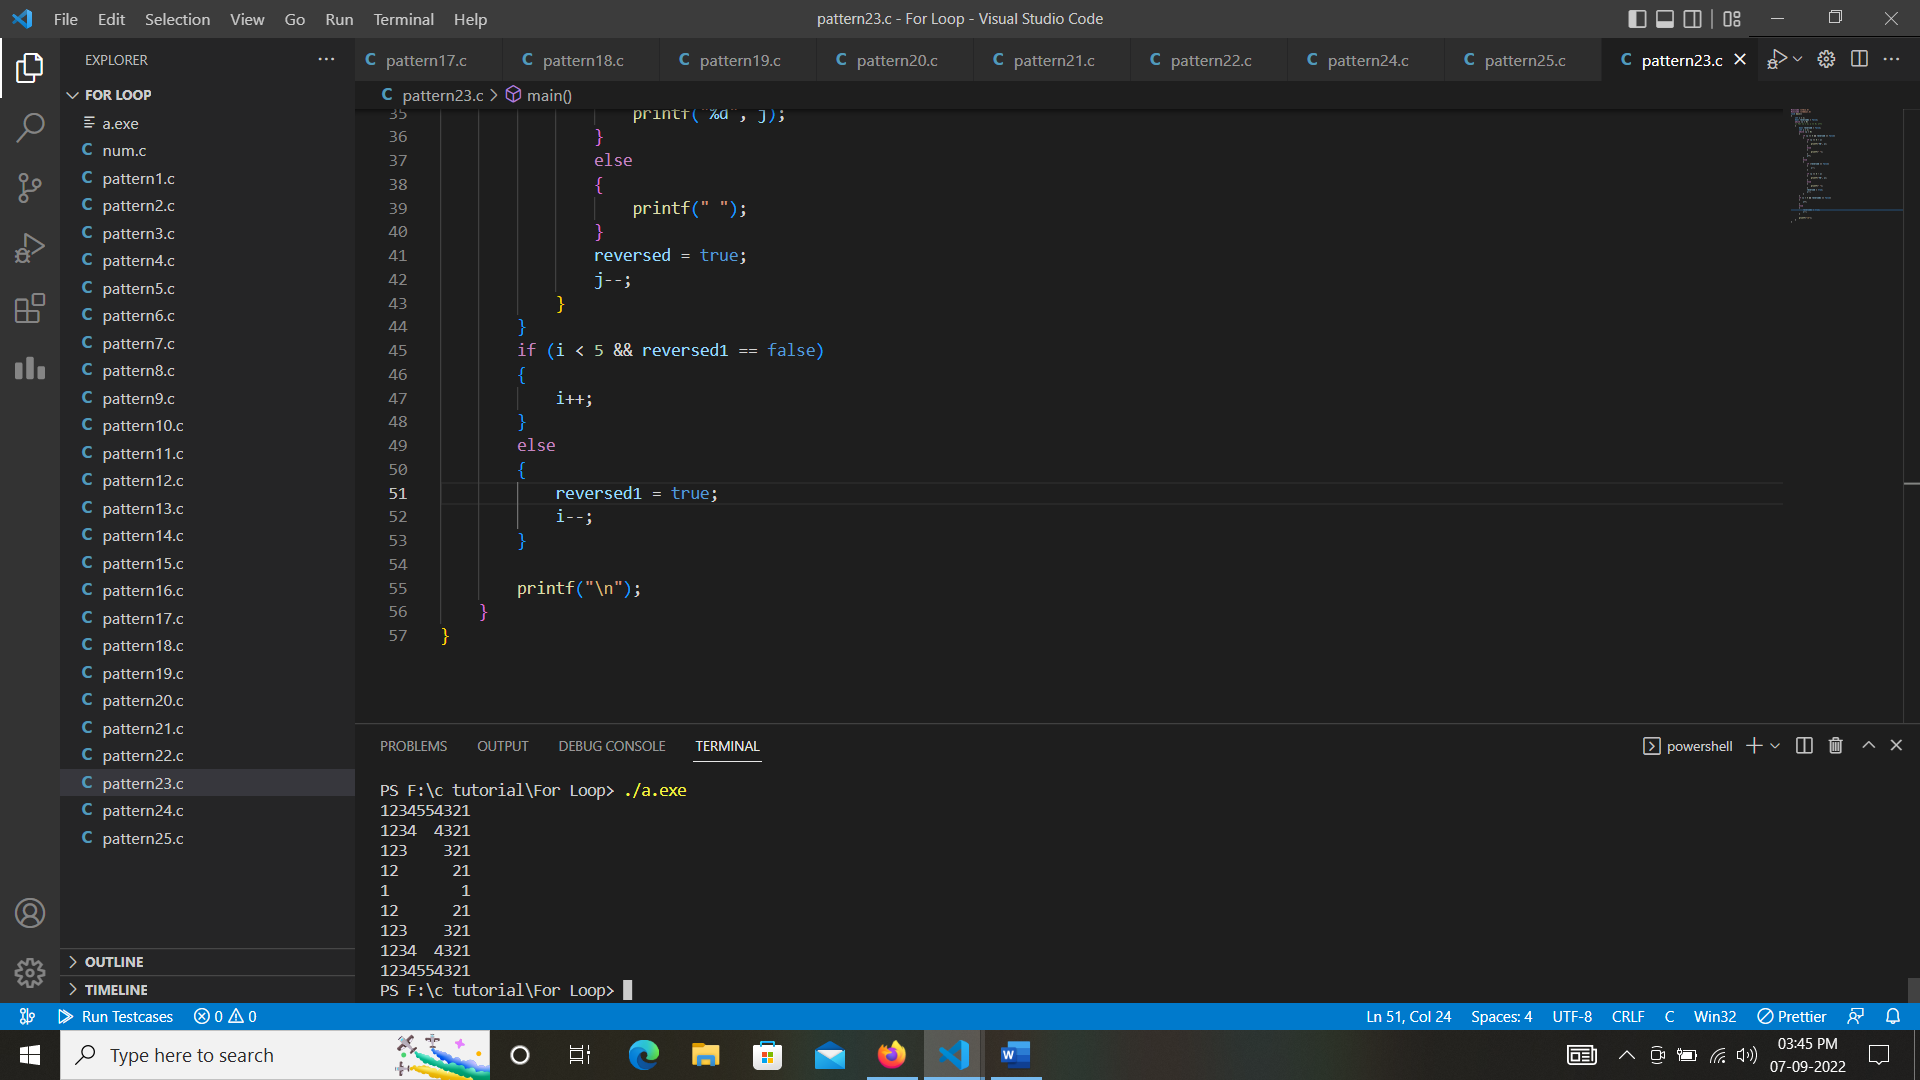 File Edit Selection View Go Run Terminal Help
pattern23.c - For Loop - Visual Studio Code
EXPLORER
FOR LOOP
a.exe
num.c
pattern1.c
pattern2.c
pattern3.c
pattern4.c
pattern5.c
pattern6.c
pattern7.c
pattern8.c
pattern9.c
pattern10.c
pattern11.c
pattern12.c
pattern13.c
pattern14.c
pattern15.c
pattern16.c
pattern17.c
pattern18.c
pattern19.c
pattern20.c
pattern21.c
pattern22.c
pattern23.c
pattern24.c
pattern25.c
OUTLINE
TIMELINE
pattern17.c pattern18.c pattern19.c pattern20.c pattern21.c pattern22.c pattern24.c pattern25.c pattern23.c
pattern23.c > main()
35 printf("%d", j);
36 }
37 else
38 {
39 printf(" ");
40 }
41 reversed = true;
42 j--;
43 }
44 }
45 if (i < 5 && reversed1 == false)
46 {
47 i++;
48 }
49 else
50 {
51 reversed1 = true;
52 i--;
53 }
54
55 printf("\n");
56 }
57 }
PROBLEMS OUTPUT DEBUG CONSOLE TERMINAL
powershell
PS F:\c tutorial\For Loop> ./a.exe
1234554321
1234  4321
123    321
12      21
1        1
12      21
123    321
1234  4321
1234554321
PS F:\c tutorial\For Loop>
Run Testcases 0 0
Ln 51, Col 24 Spaces: 4 UTF-8 CRLF C Win32 Prettier
Type here to search
03:45 PM
07-09-2022